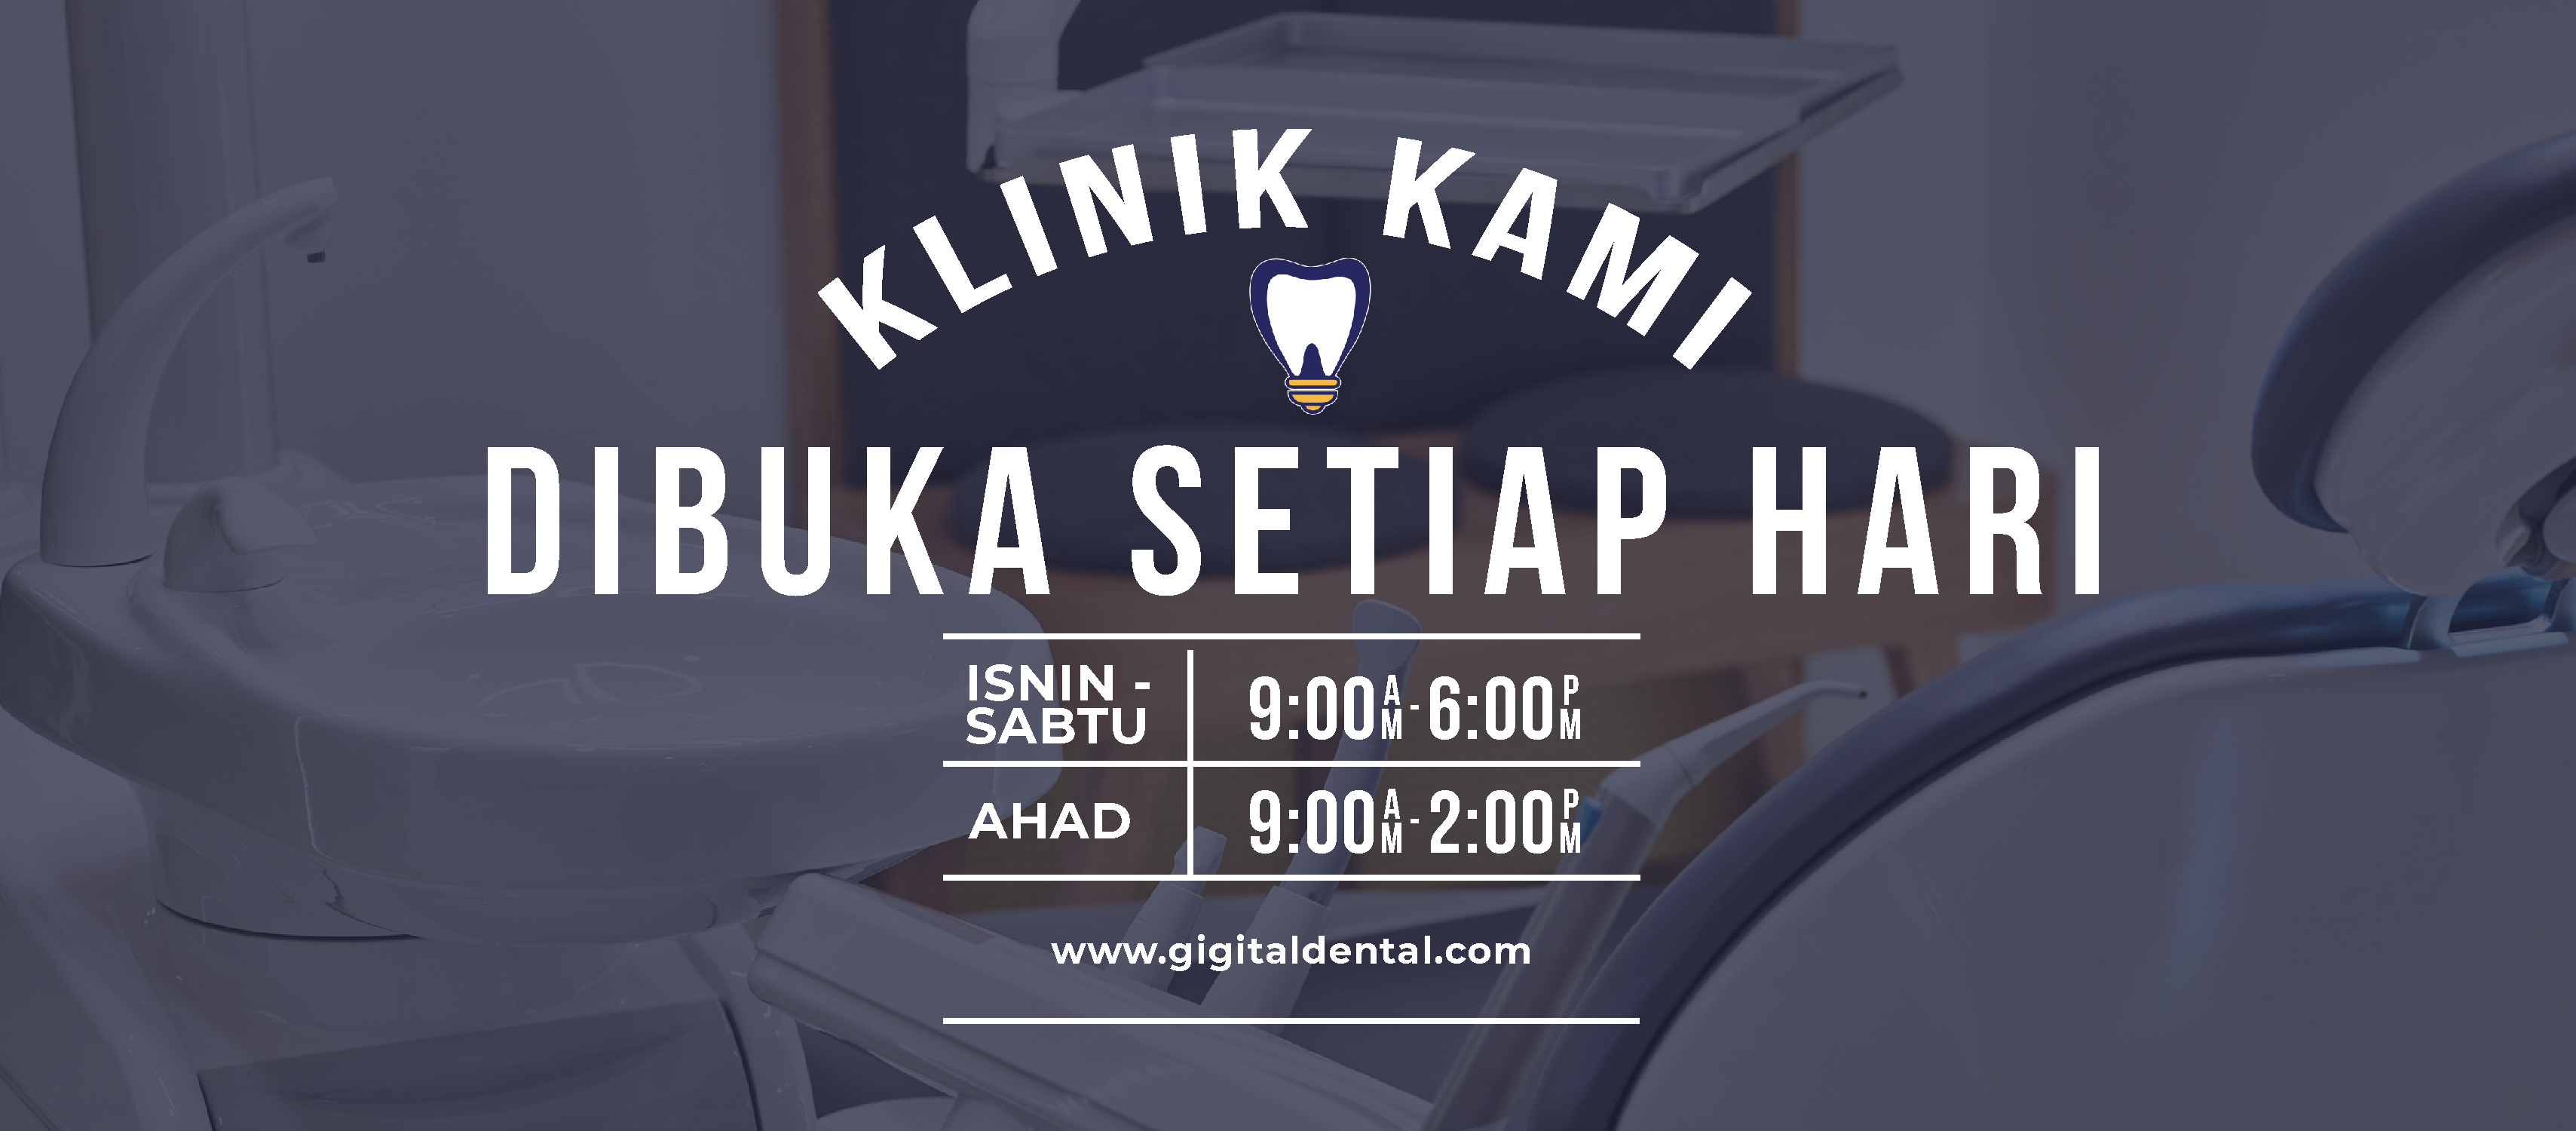 KLINIK KAMI
DIBUKA SETIAP HARI
ISNIN -
SABTU
9:00AM - 6:00PM
AHAD
9:00AM - 2:00PM
www.gigitaldental.com